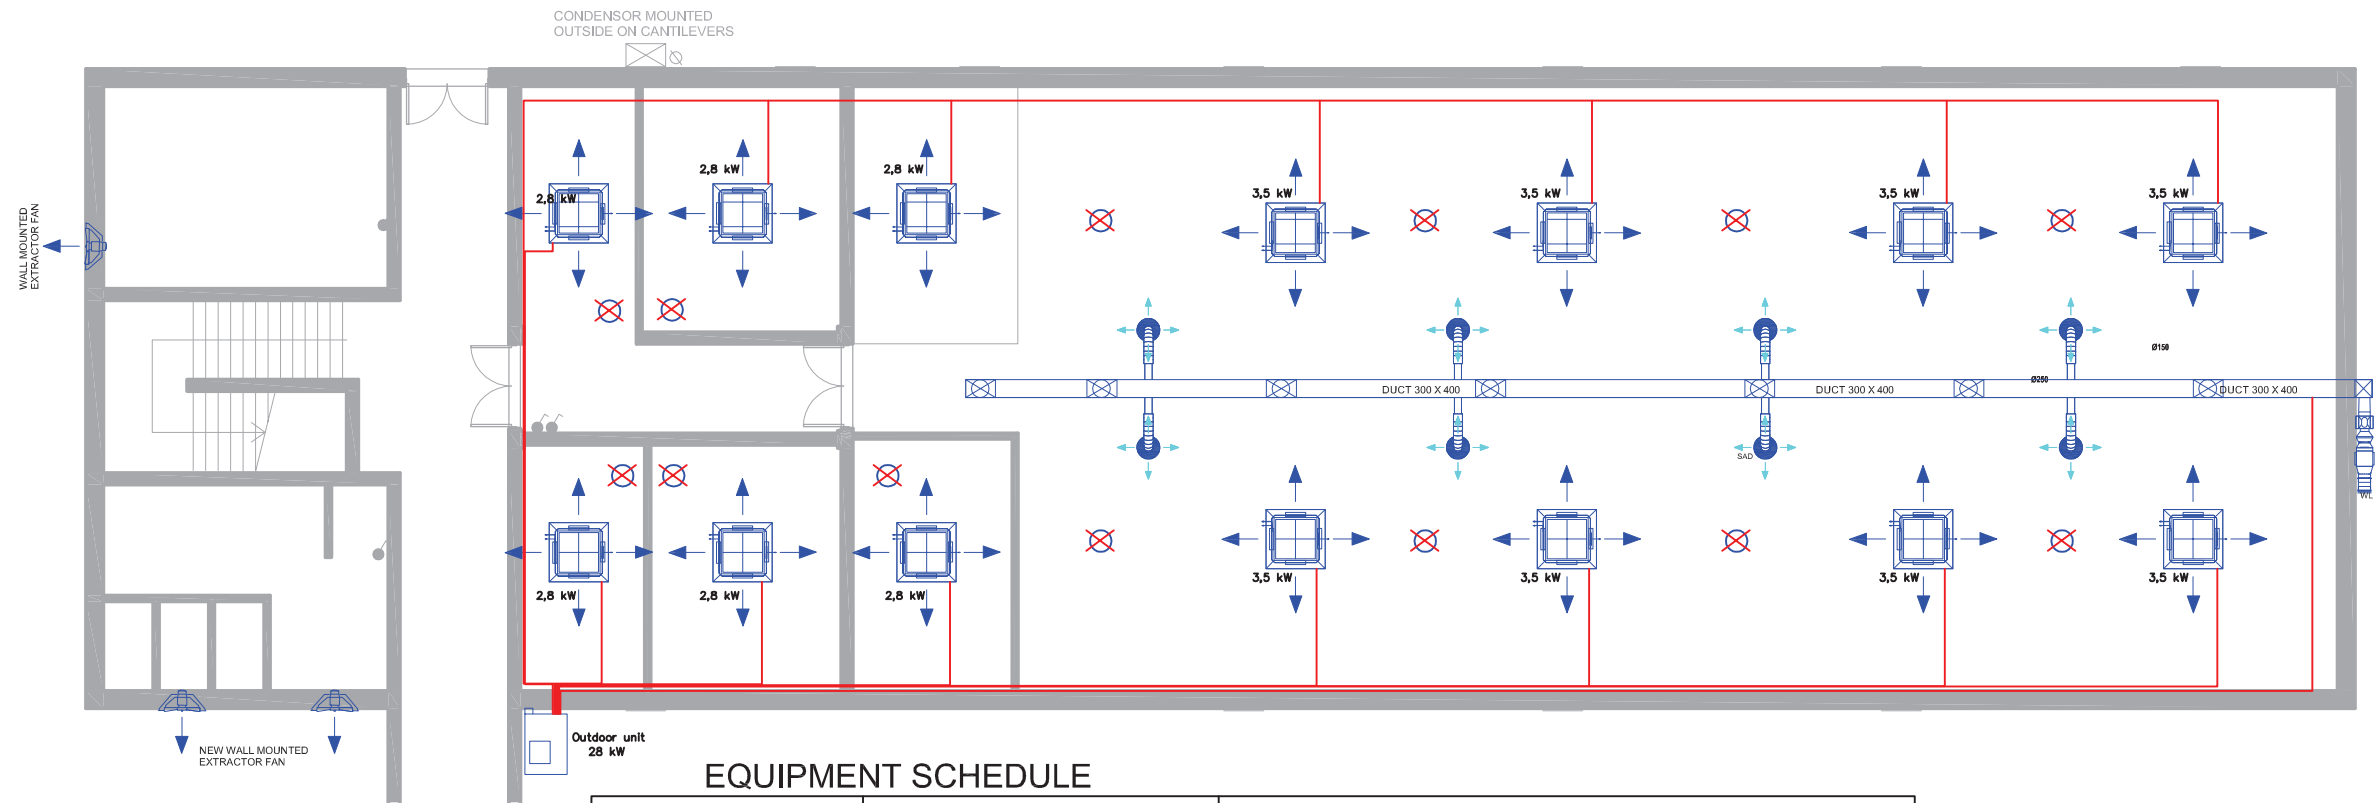 CONDENSOR MOUNTED
OUTSIDE ON CANTILEVERS
2,8 kW
2,8 kW
2,8 kW
3,5 kW
3,5 kW
3,5 kW
3,5 kW
WALL MOUNTED
EXTRACTOR FAN
Ø150
Ø250
DUCT 300 X 400
DUCT 300 X 400
DUCT 300 X 400
SAD
WL
2,8 kW
2,8 kW
2,8 kW
3,5 kW
3,5 kW
3,5 kW
3,5 kW
Outdoor unit
28 kW
NEW WALL MOUNTED
EXTRACTOR FAN
EQUIPMENT SCHEDULE